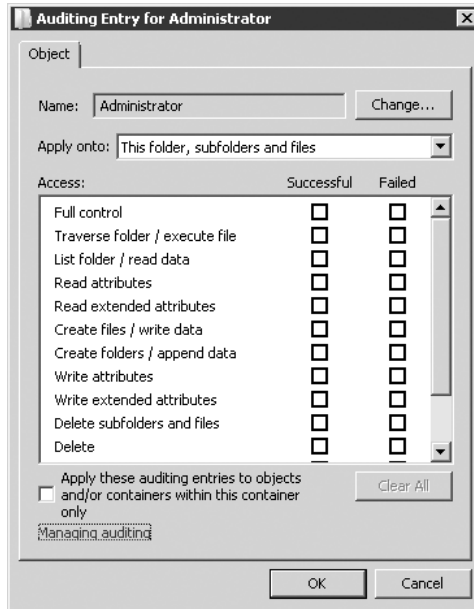 Auditing Entry for Administrator
Object
Name: Administrator Change...
Apply onto: This folder, subfolders and files
Access: Successful Failed
Full control
Traverse folder / execute file
List folder / read data
Read attributes
Read extended attributes
Create files / write data
Create folders / append data
Write attributes
Write extended attributes
Delete subfolders and files
Delete
Apply these auditing entries to objects
and/or containers within this container
only
Clear All
Managing auditing
OK Cancel